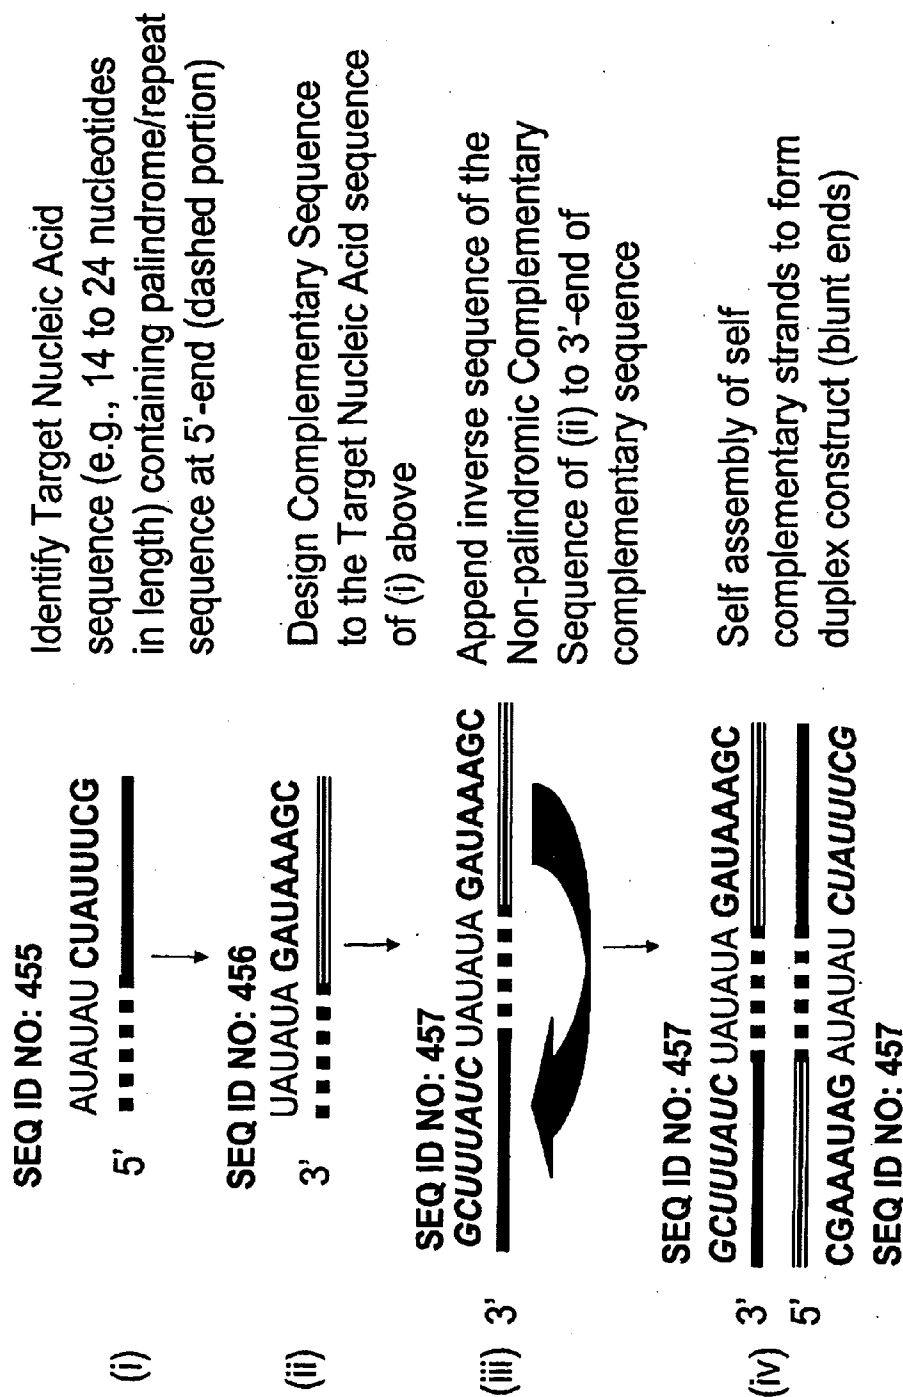 (i)
SEQ ID NO: 455
AUAUAU CUAUUUCG
5'
Identify Target Nucleic Acid
sequence (e.g., 14 to 24 nucleotides
in length) containing palindrome/repeat
sequence at 5'-end (dashed portion)
(ii)
SEQ ID NO: 456
UAUAUA GAUAAAGC
3'
Design Complementary Sequence
to the Target Nucleic Acid sequence
of (i) above
(iii)
SEQ ID NO: 457
GCUUUAUC UAUAUA GAUAAAGC
3'
Append inverse sequence of the
Non-palindromic Complementary
Sequence of (ii) to 3'-end of
complementary sequence
(iv)
SEQ ID NO: 457
GCUUUAUC UAUAUA GAUAAAGC
3'
5'
CGAAAUAG AUAUAU CUAUUUCG
SEQ ID NO: 457
Self assembly of self
complementary strands to form
duplex construct (blunt ends)